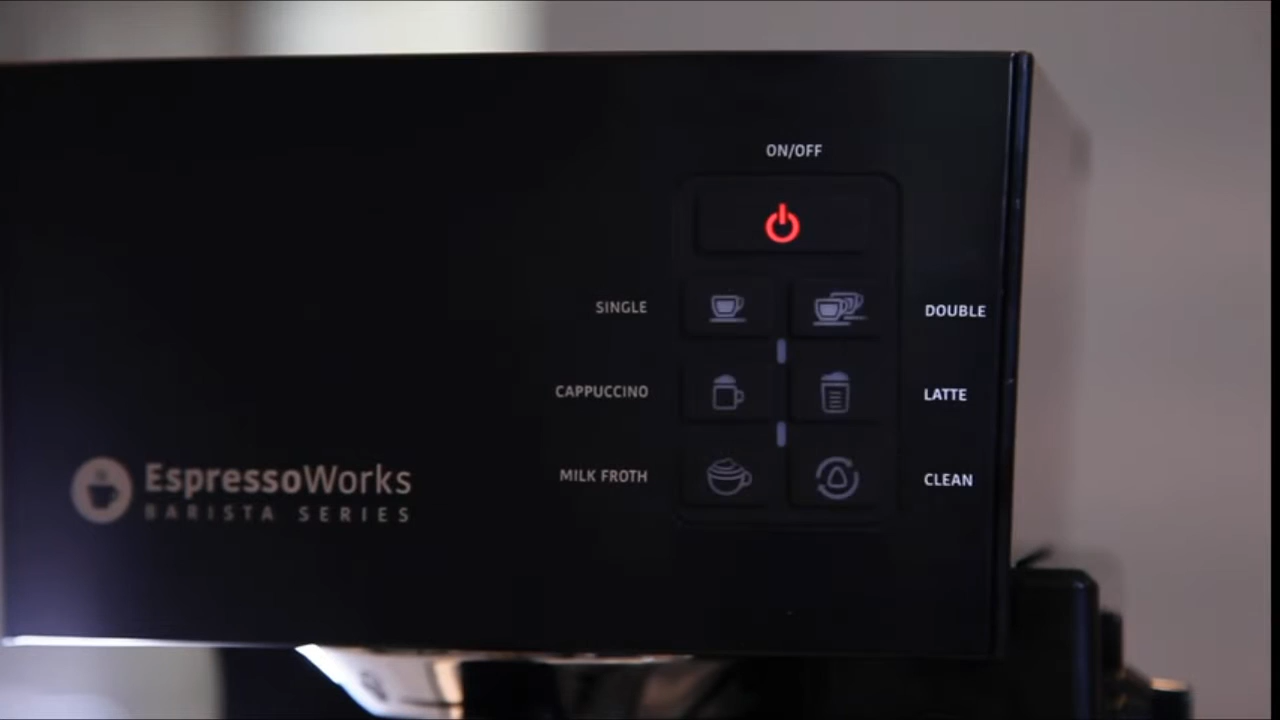 ON/OFF
SINGLE
DOUBLE
CAPPUCCINO
LATTE
MILK FROTH
CLEAN
EspressoWorks
BARISTA SERIES